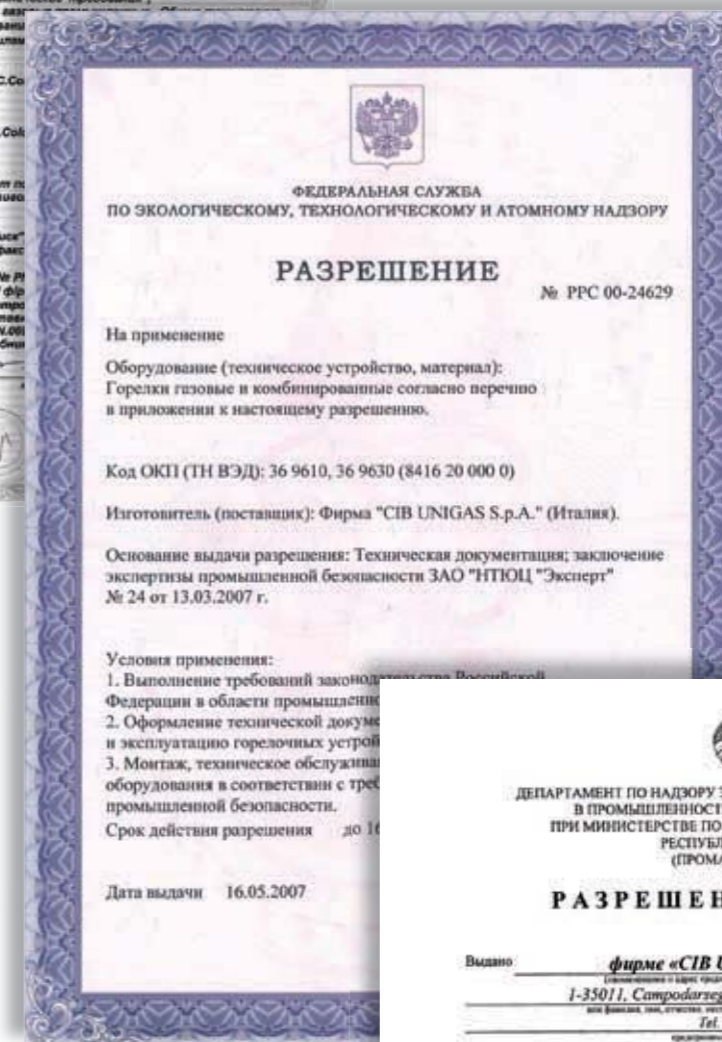 ФЕДЕРАЛЬНАЯ СЛУЖБА
ПО ЭКОЛОГИЧЕСКОМУ, ТЕХНОЛОГИЧЕСКОМУ И АТОМНОМУ НАДЗОРУ
РАЗРЕШЕНИЕ
№ РРС 00-24629
На применение
Оборудование (техническое устройство, материал):
Горелки газовые и комбинированные согласно перечню
в приложении к настоящему разрешению.
Код ОКП (ТН ВЭД): 36 9610, 36 9630 (8416 20 000 0)
Изготовитель (поставщик): Фирма "CIB UNIGAS S.p.A." (Италия).
Основание выдачи разрешения: Техническая документация; заключение
экспертизы промышленной безопасности ЗАО "НТЮЦ "Эксперт"
№ 24 от 13.03.2007 г.
Условия применения:
1. Выполнение требований законодательства Российской
Федерации в области промышленно
2. Оформление технической докуме
и эксплуатацию горелочных устрой
3. Монтаж, техническое обслужива
оборудования в соответствии с треб
промышленной безопасности.
Срок действия разрешения до 16
Дата выдачи 16.05.2007
ДЕПАРТАМЕНТ ПО НАДЗОРУ
В ПРОМЫШЛЕННОСТ
ПРИ МИНИСТЕРСТВЕ ПО
РЕСПУБЛ
(ПРОМА
РАЗРЕШЕН
Выдано фирме «CIB U
I-35011, Campodarseg
Tel.